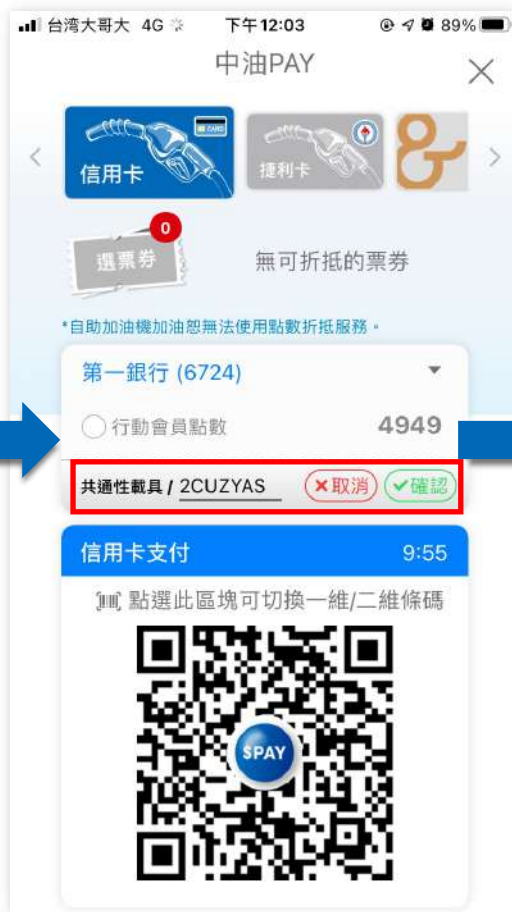 台湾大哥大 4G 下午12:03 89%
中油PAY
CARD
信用卡
捷利卡
0
選票券
無可折抵的票券
*自助加油機加油恕無法使用點數折抵服務。
第一銀行 (6724)
行動會員點數 4949
共通性載具 / 2CUZYAS 取消 確認
信用卡支付 9:55
點選此區塊可切換一維/二維條碼
$PAY